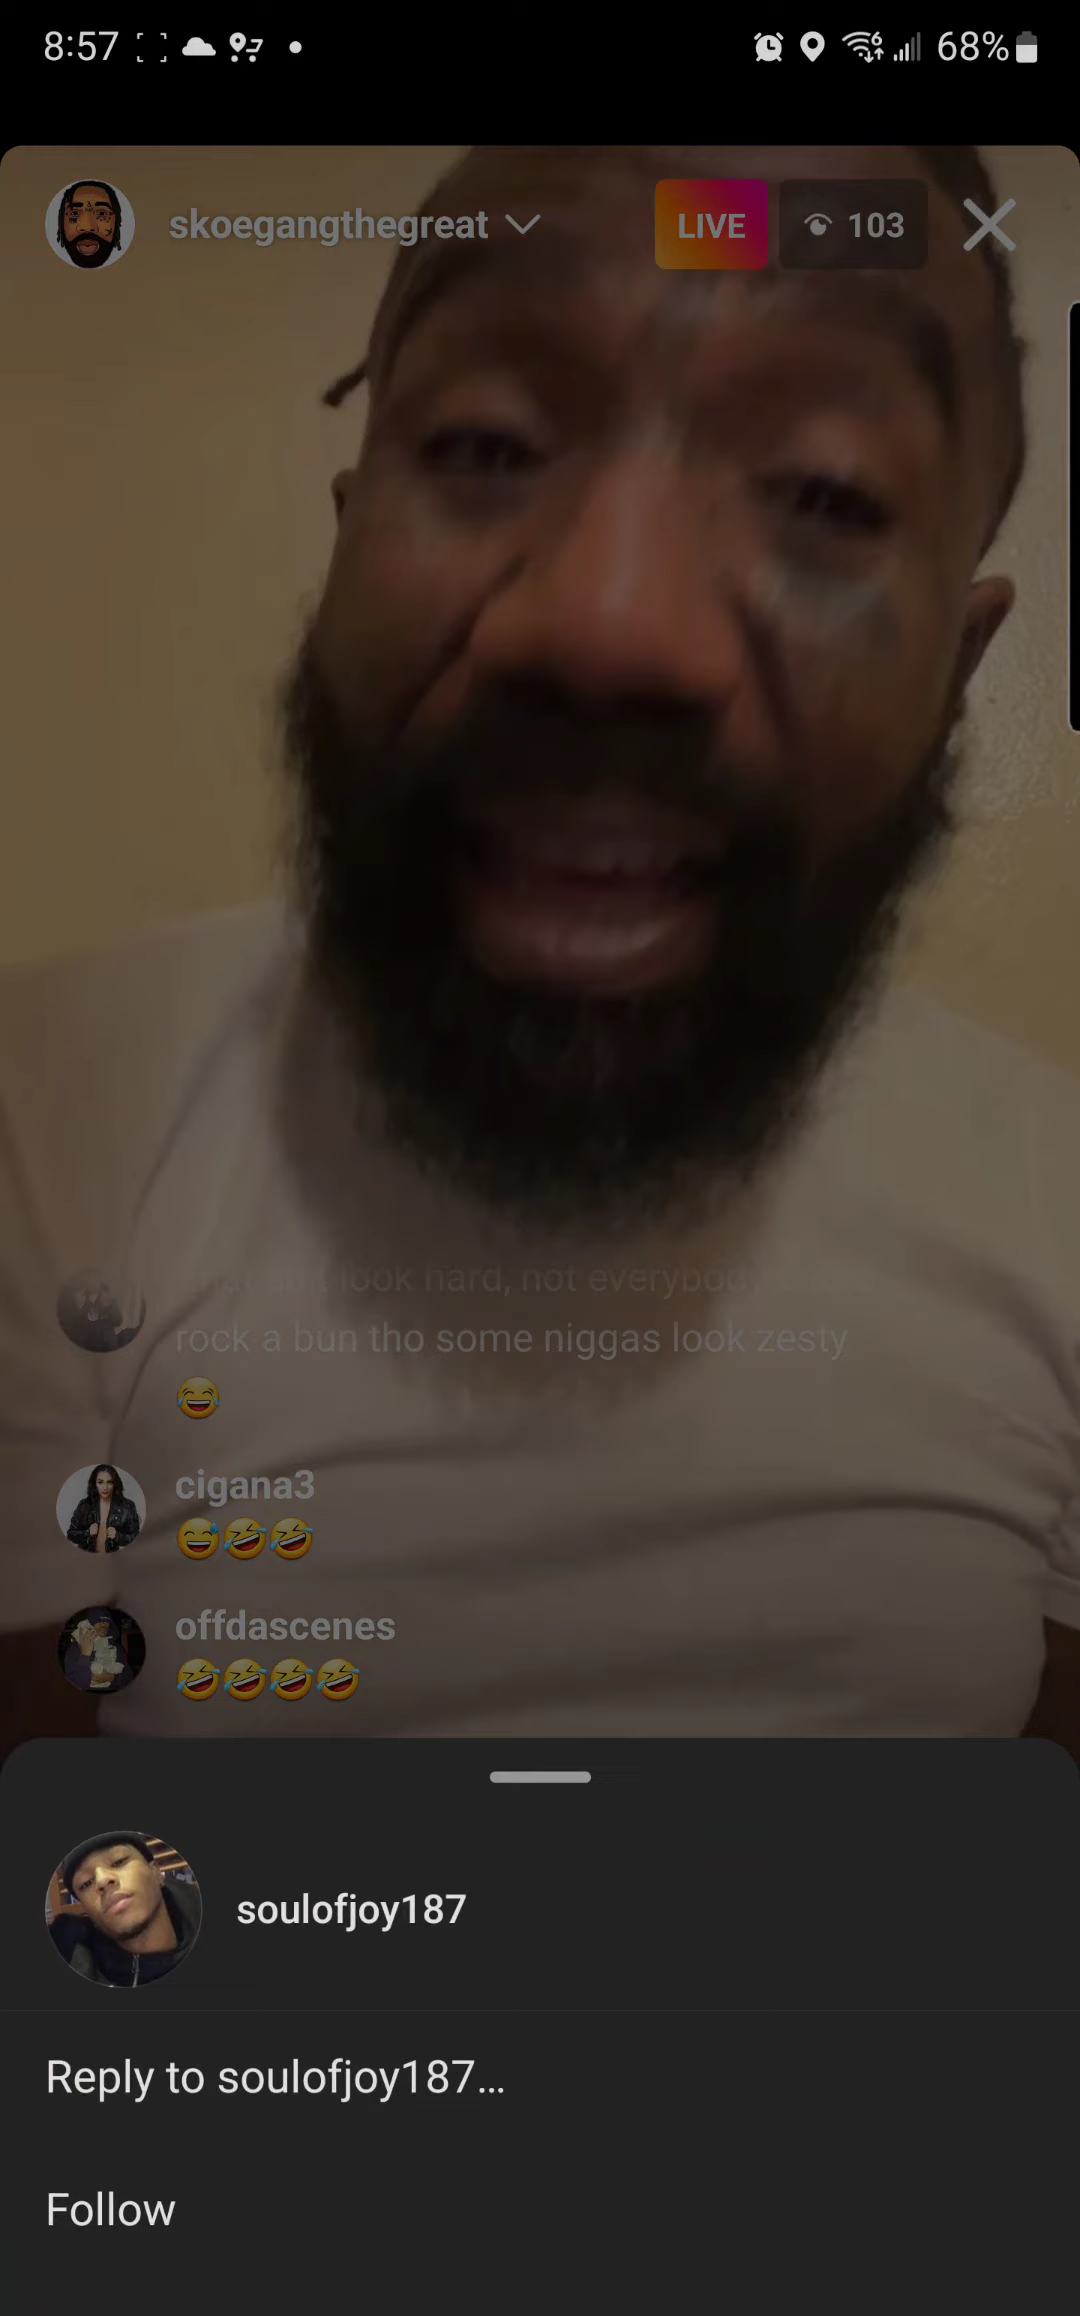 8:57
68%
skoegangthegreat
LIVE
103
look hard, not everybody
rock a bun tho some niggas look zesty
😂
cigana3
😅🤣🤣
offdascenes
🤣🤣🤣🤣
soulofjoy187
Reply to soulofjoy187...
Follow